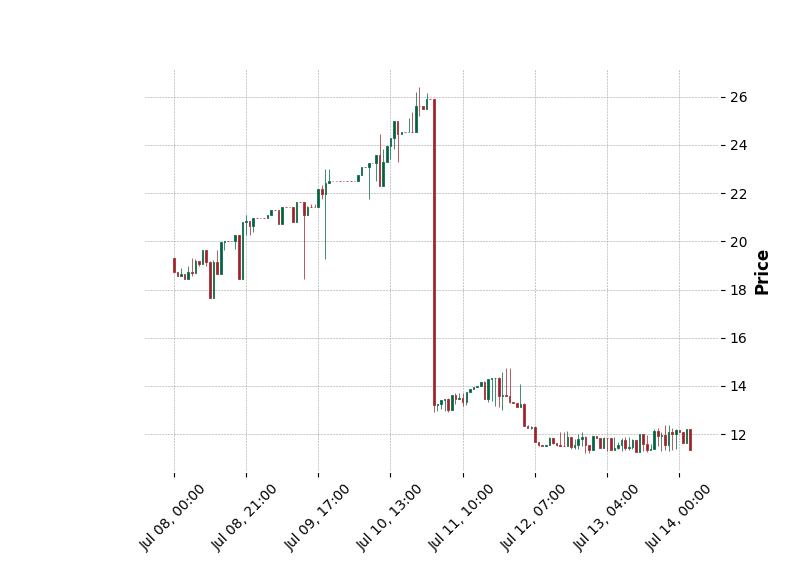 26
24
22
20
18
16
14
12
Price
Jul 08, 00:00
Jul 08, 21:00
Jul 09, 17:00
Jul 10, 13:00
Jul 11, 10:00
Jul 12, 07:00
Jul 13, 04:00
Jul 14, 00:00